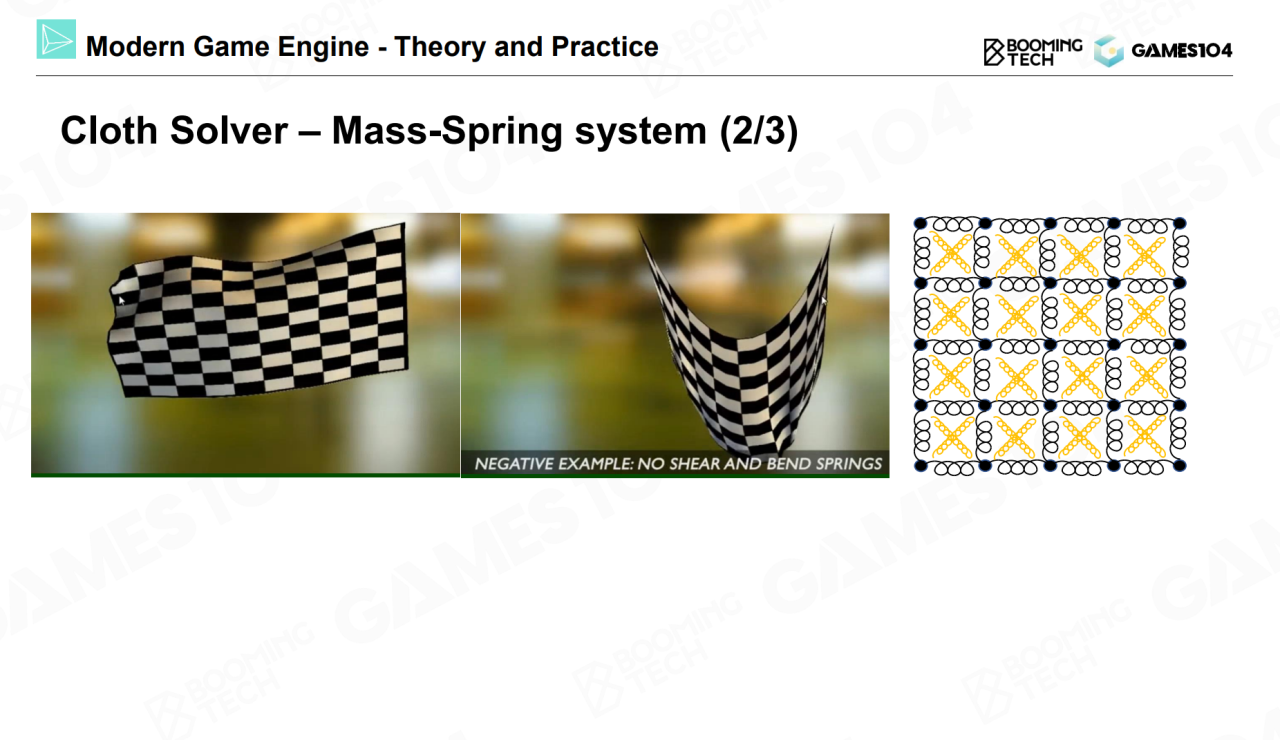 Modern Game Engine - Theory and Practice
BOOMING
TECH
GAMES104
Cloth Solver – Mass-Spring system (2/3)
NEGATIVE EXAMPLE: NO SHEAR AND BEND SPRINGS